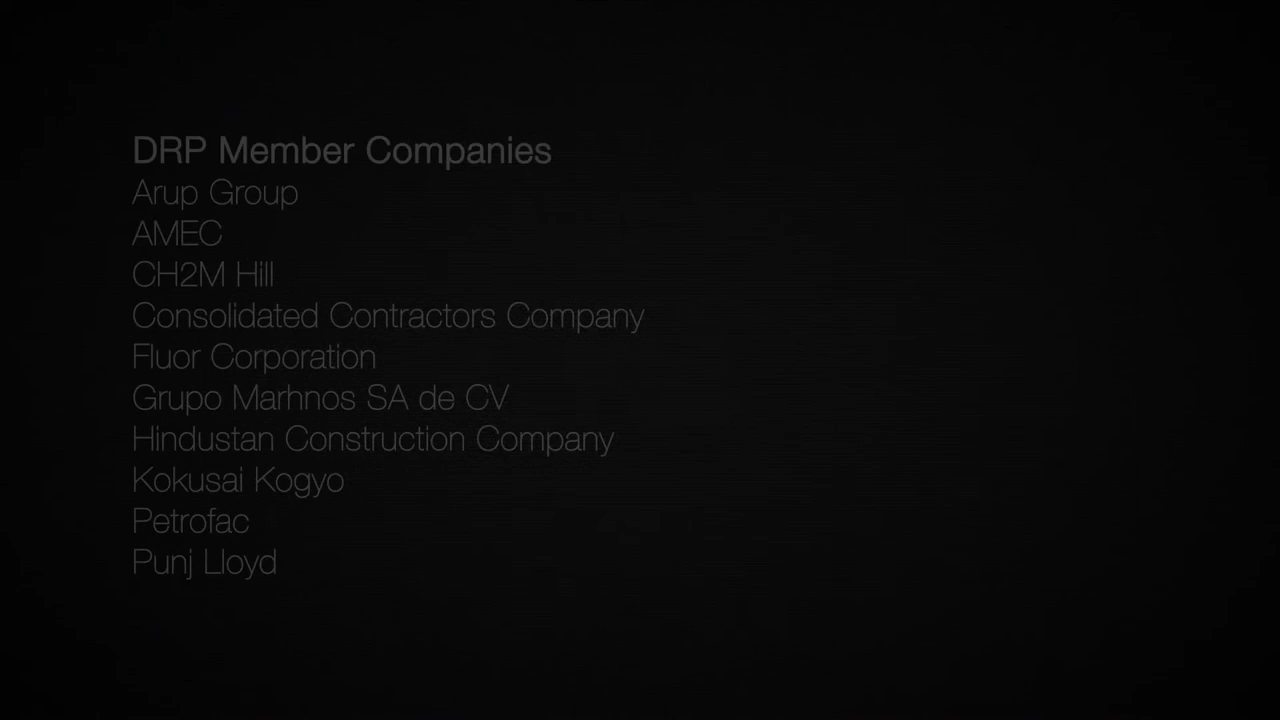 DRP Member Companies
Arup Group
AMEC
CH2M Hill
Consolidated Contractors Company
Fluor Corporation
Grupo Marhnos SA de CV
Hindustan Construction Company
Kokusai Kogyo
Petrofac
Punj Lloyd